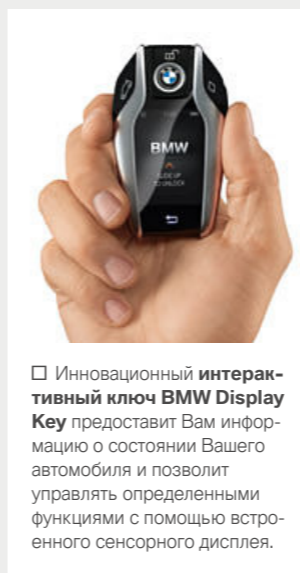 BMW
SLIDE UP
TO UNLOCK
☐ Инновационный интерак-
тивный ключ BMW Display
Key предоставит Вам инфор-
мацию о состоянии Вашего
автомобиля и позволит
управлять определенными
функциями с помощью встро-
енного сенсорного дисплея.